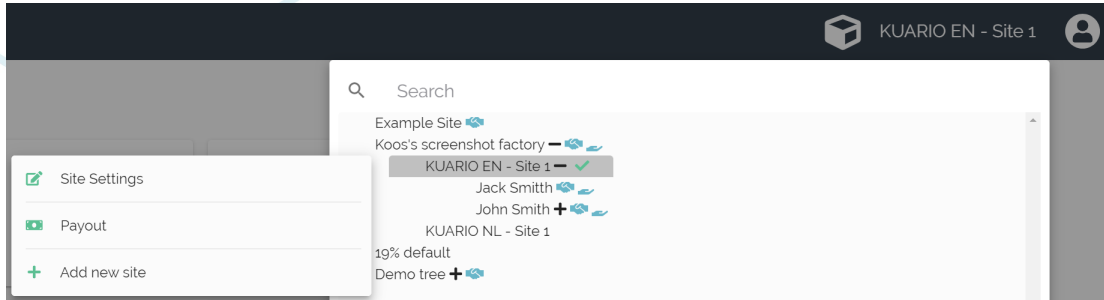 KUARIO EN - Site 1
Search
Example Site
Koos's screenshot factory
KUARIO EN - Site 1
Jack Smitth
John Smith
KUARIO NL - Site 1
19% default
Demo tree
Site Settings
Payout
Add new site